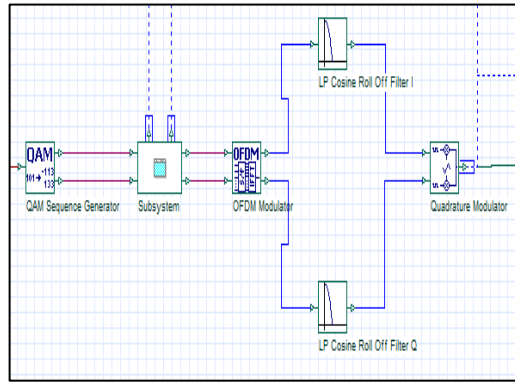 LP Cosine Roll Off Filter I
QAM
101→ -113
133
OFDM
QAM Sequence Generator
Subsystem
OFDM Modulator
Quadrature Modulator
LP Cosine Roll Off Filter Q